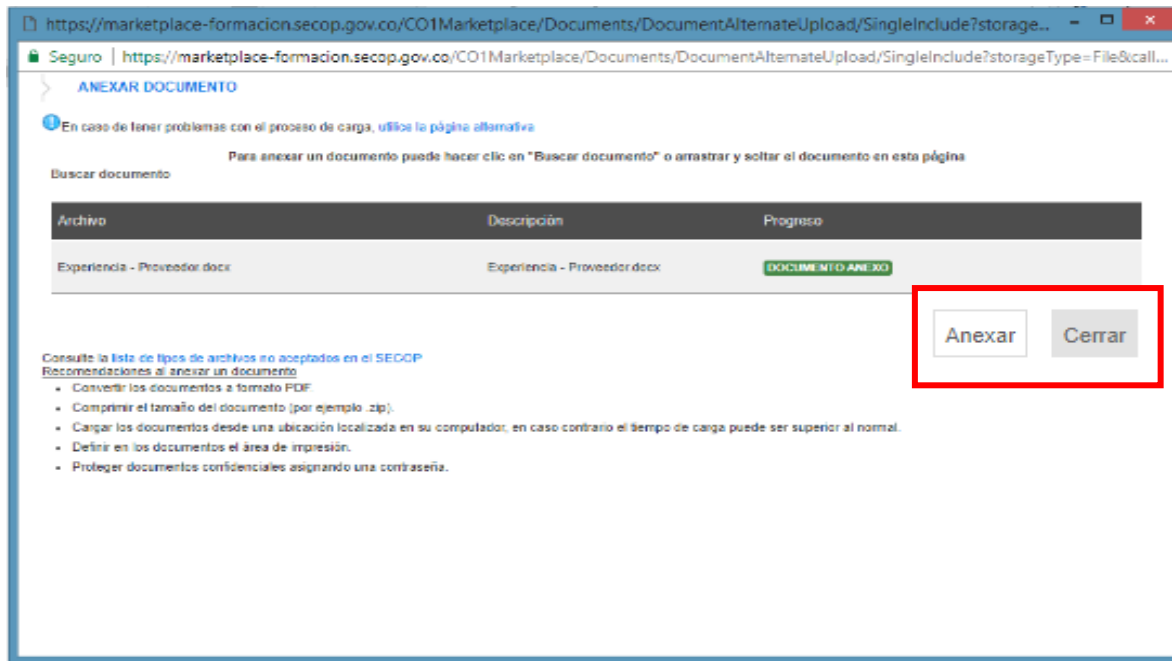 https://marketplace-formacion.secop.gov.co/CO1Marketplace/Documents/DocumentAlternateUpload/SingleInclude?storage...
Seguro | https://marketplace-formacion.secop.gov.co/CO1Marketplace/Documents/DocumentAlternateUpload/SingleInclude?storageType=File&call...
ANEXAR DOCUMENTO
En caso de tener problemas con el proceso de carga, utilice la página alternativa
Para anexar un documento puede hacer clic en "Buscar documento" o arrastrar y soltar el documento en esta página
Buscar documento
Archivo Descripción Progreso
Experiencia - Proveedor.docx Experiencia - Proveedor.docx DOCUMENTO ANEXO
Anexar Cerrar
Consulte la lista de tipos de archivos no aceptados en el SECOP
Recomendaciones al anexar un documento
• Convertir los documentos a formato PDF.
• Comprimir el tamaño del documento (por ejemplo .zip).
• Cargar los documentos desde una ubicación localizada en su computador, en caso contrario el tiempo de carga puede ser superior al normal.
• Definir en los documentos el área de impresión.
• Proteger documentos confidenciales asignando una contraseña.